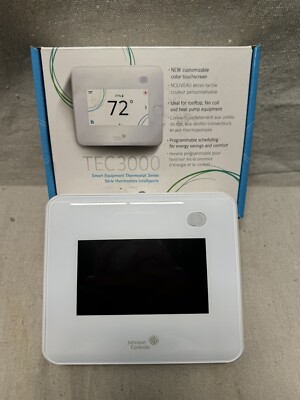 • NEW customizable
color touchscreen
• NOUVEAU écran tactile
couleur personnalisable
• Ideal for rooftop, fan coil
and heat pump equipment
72°
• Programmable scheduling
for energy savings and comfort
TEC3000
Smart Equipment Thermostat Series
Série thermostats intelligents
Johnson
Controls